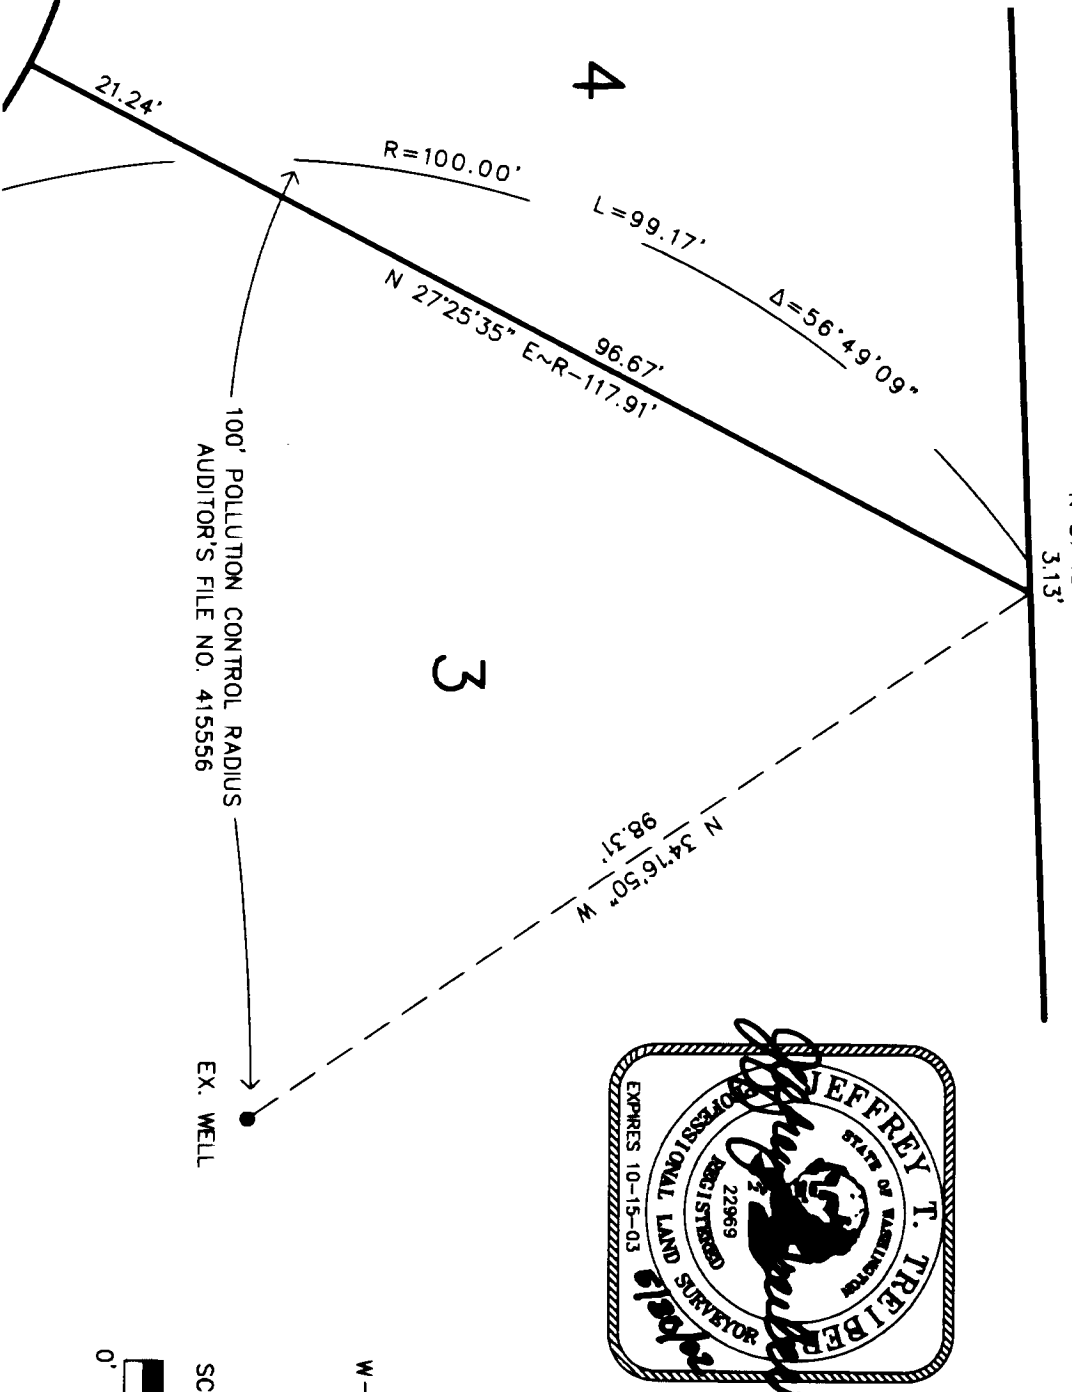 4
21.24'
R=100.00'
L=99.17'
Δ=56°49'09"
N 27°25'35" E~R-117.91'
96.67'
3.13'
100' POLLUTION CONTROL RADIUS
AUDITOR'S FILE NO. 415556
3
N 34°16'50" W
98.31'
EX. WELL
JEFFREY T. TREIBER
STATE OF WASHINGTON
22969
REGISTERED
PROFESSIONAL LAND SURVEYOR
EXPIRES 10-15-03
W-
SC
0'